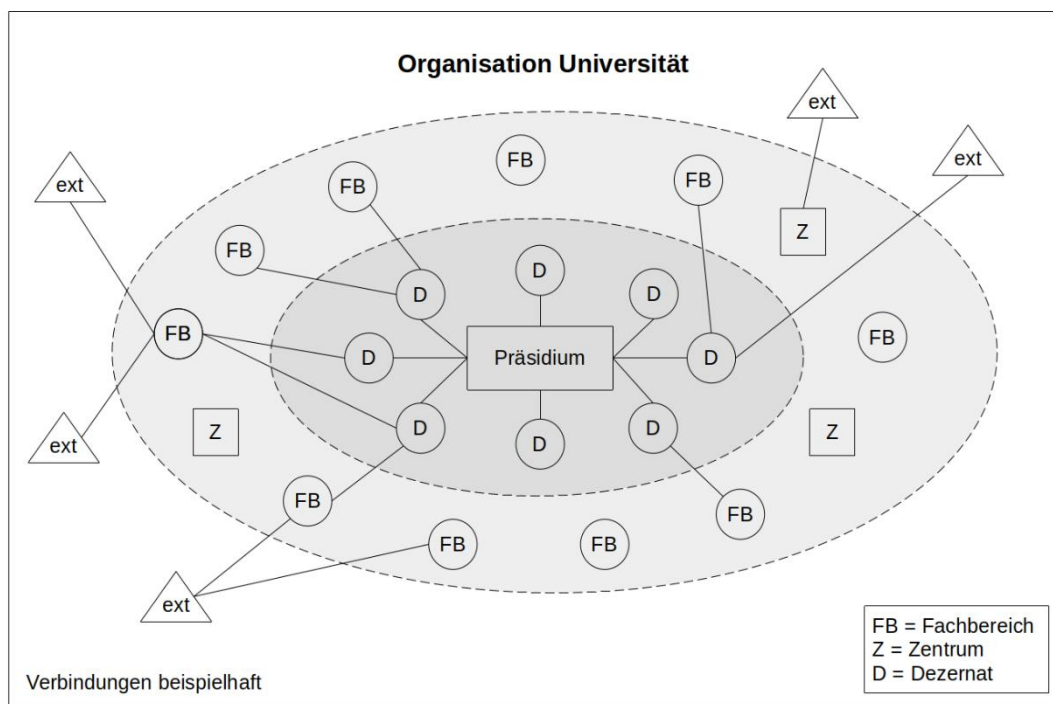 Organisation Universität
ext
ext
FB
FB
FB
ext
FB
Z
FB
D
D
D
FB
FB
D
Präsidium
D
Z
D
D
D
Z
ext
FB
FB
FB
FB
ext
FB = Fachbereich
Z = Zentrum
D = Dezernat
Verbindungen beispielhaft